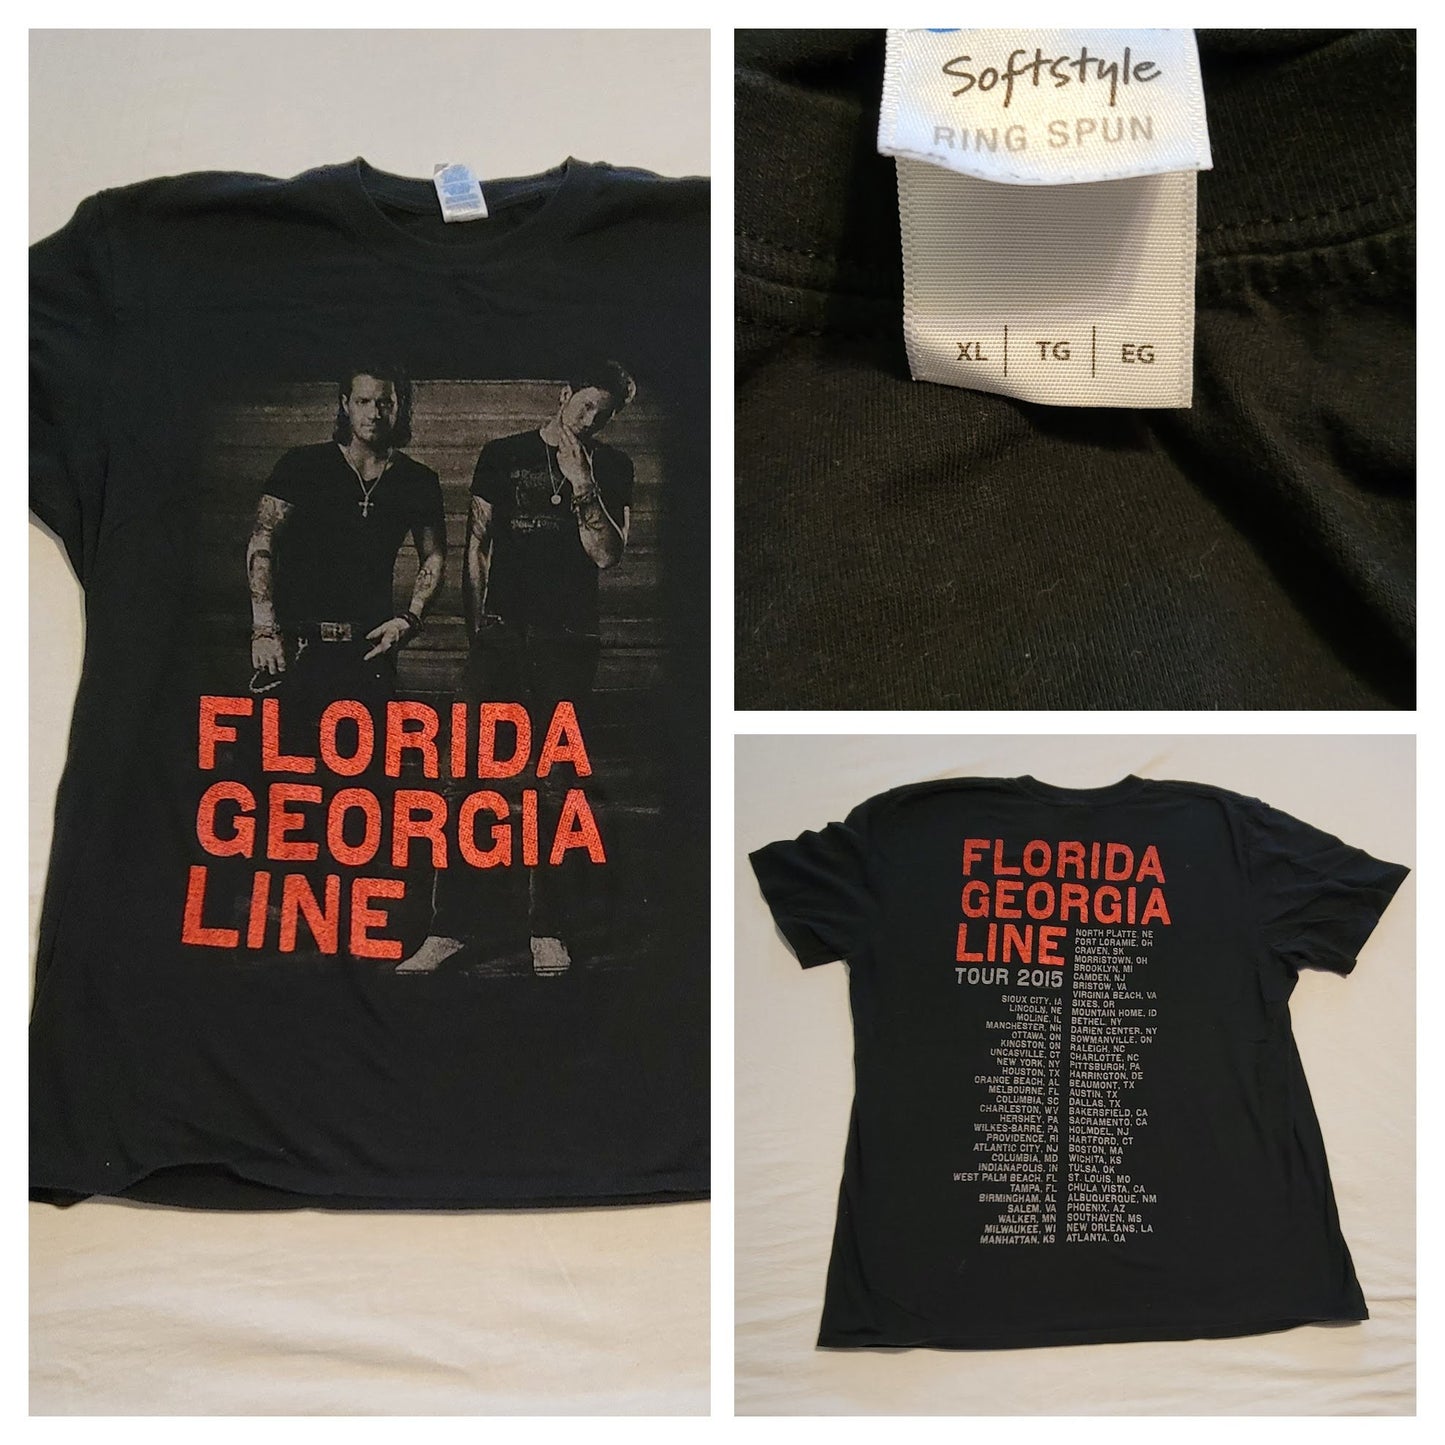 FLORIDA
GEORGIA
LINE
Softstyle
RING SPUN
XL | TG | EG
FLORIDA
GEORGIA
LINE
TOUR 2015
SIOUX CITY, IA
LINCOLN, NE
MOLINE, IL
MANCHESTER, NH
OTTAWA, ON
KINGSTON, ON
UNCASVILLE, CT
NEW YORK, NY
HOUSTON, TX
ORANGE BEACH, AL
MELBOURNE, FL
COLUMBIA, SC
CHARLESTON, WV
HERSHEY, PA
WILKES-BARRE, PA
PROVIDENCE, RI
ATLANTIC CITY, NJ
COLUMBIA, MD
INDIANAPOLIS, IN
WEST PALM BEACH, FL
TAMPA, FL
BIRMINGHAM, AL
SALEM, VA
WALKER, MN
MILWAUKEE, WI
MANHATTAN, KS
NORTH PLATTE, NE
FORT LORAMIE, OH
CRAVEN, SK
MORRISTOWN, OH
BROOKLYN, MI
CAMDEN, NJ
BRISTOW, VA
VIRGINIA BEACH, VA
SIXES, OR
MOUNTAIN HOME, ID
BETHEL, NY
DARIEN CENTER, NY
BOWMANVILLE, ON
RALEIGH, NC
CHARLOTTE, NC
PITTSBURGH, PA
HARRINGTON, DE
BEAUMONT, TX
AUSTIN, TX
DALLAS, TX
BAKERSFIELD, CA
SACRAMENTO, CA
HOLMDEL, NJ
HARTFORD, CT
BOSTON, MA
WICHITA, KS
TULSA, OK
ST. LOUIS, MO
CHULA VISTA, CA
ALBUQUERQUE, NM
PHOENIX, AZ
SOUTHAVEN, MS
NEW ORLEANS, LA
ATLANTA, GA